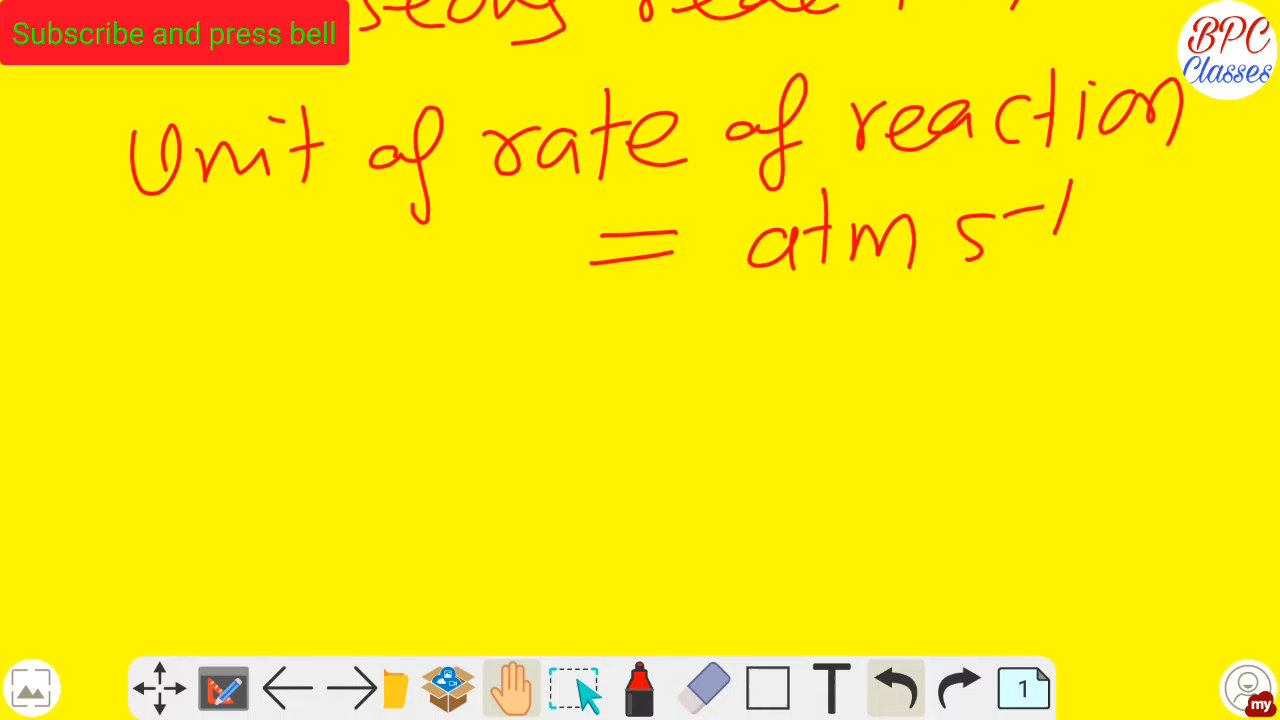 Subscribe and press bell
BPC
Classes
Unit of rate of reaction
= atm s⁻¹
T
1
my